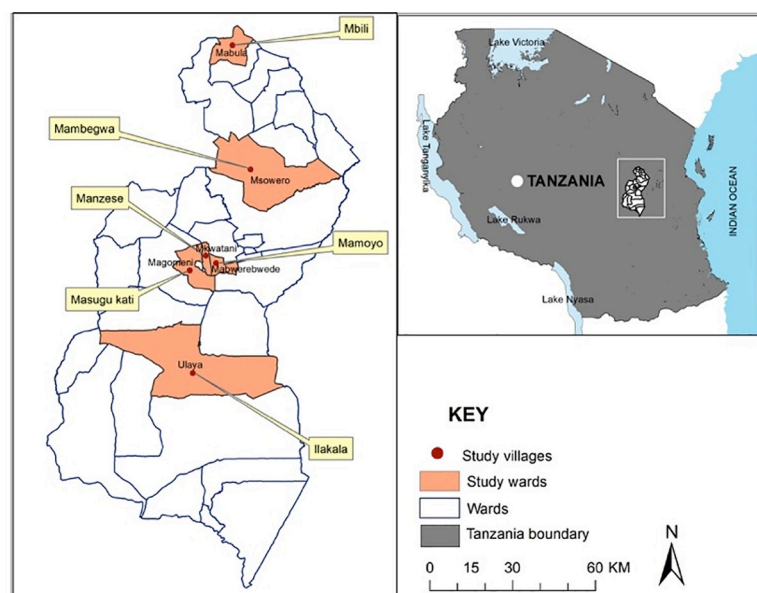 Mbili
Mabula
Mambegwa
Msowero
Manzese
Mkwatani
Mamoyo
Magomeni
Mabwerebwede
Masugu kati
Ulaya
Ilakala
Lake Victoria
Lake Tanganyika
TANZANIA
Lake Rukwa
Lake Nyasa
INDIAN OCEAN
KEY
Study villages
Study wards
Wards
Tanzania boundary
N
0 15 30 60 KM